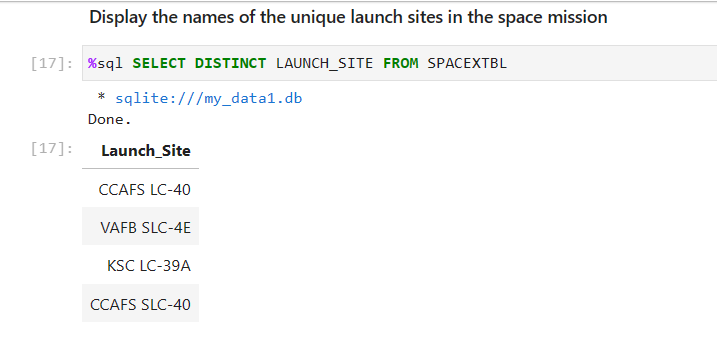 Display the names of the unique launch sites in the space mission
[17]: %sql SELECT DISTINCT LAUNCH_SITE FROM SPACEXTBL
* sqlite:///my_data1.db
Done.
[17]: Launch_Site
CCAFS LC-40
VAFB SLC-4E
KSC LC-39A
CCAFS SLC-40